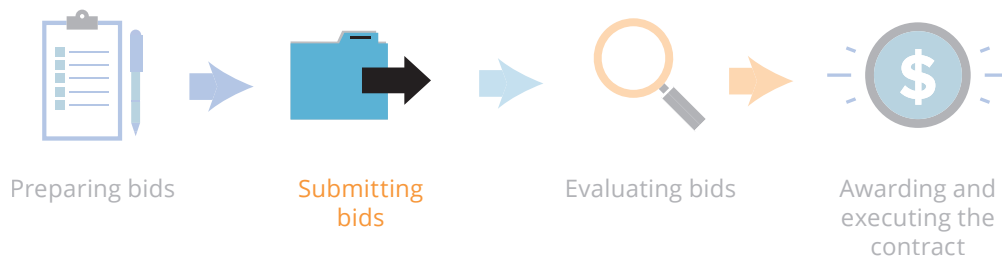 $
Preparing bids
Submitting
bids
Evaluating bids
Awarding and
executing the
contract